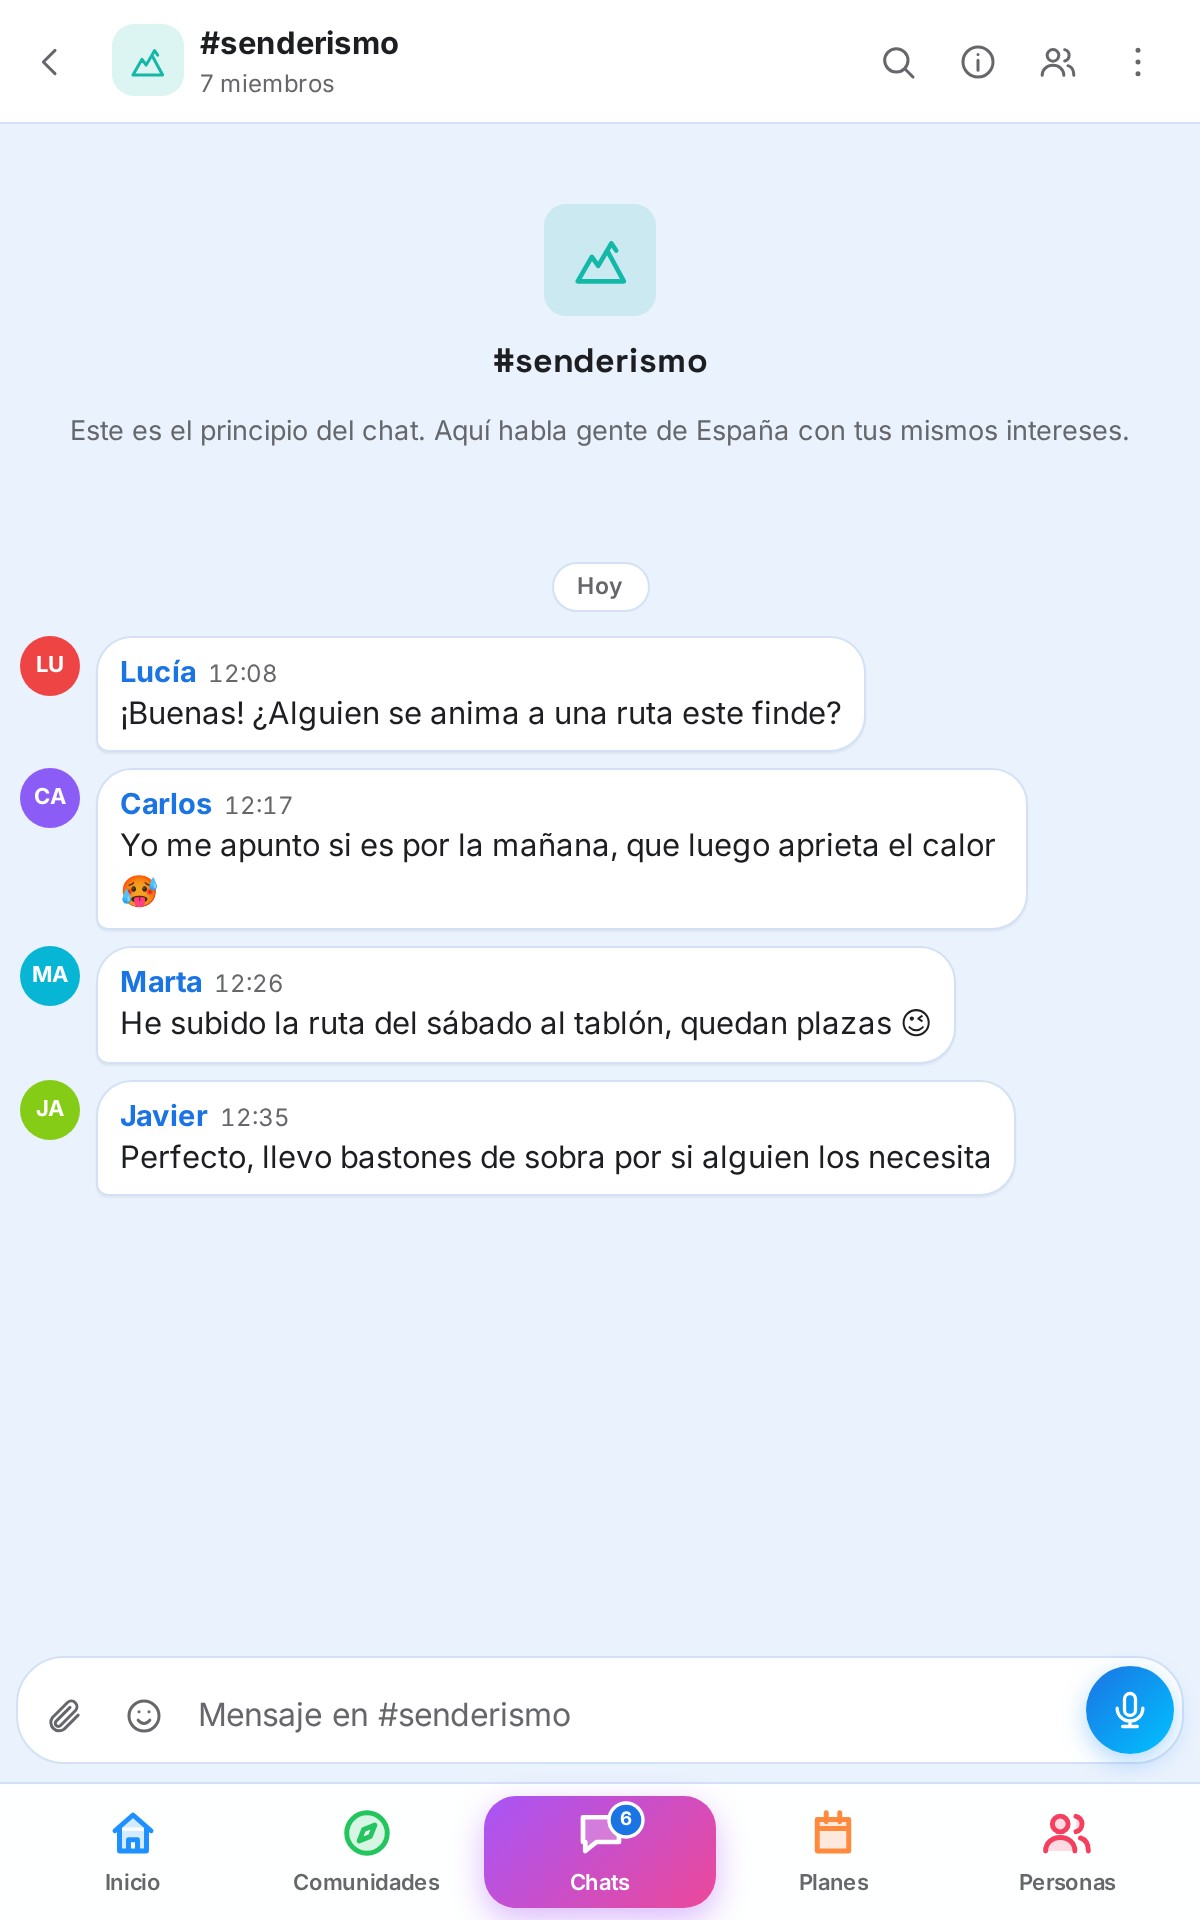 #senderismo
7 miembros
#senderismo
Este es el principio del chat. Aquí habla gente de España con tus mismos intereses.
Hoy
LU
Lucía 12:08
¡Buenas! ¿Alguien se anima a una ruta este finde?
CA
Carlos 12:17
Yo me apunto si es por la mañana, que luego aprieta el calor
🥵
MA
Marta 12:26
He subido la ruta del sábado al tablón, quedan plazas 😉
JA
Javier 12:35
Perfecto, llevo bastones de sobra por si alguien los necesita
Mensaje en #senderismo
6
Inicio
Comunidades
Chats
Planes
Personas